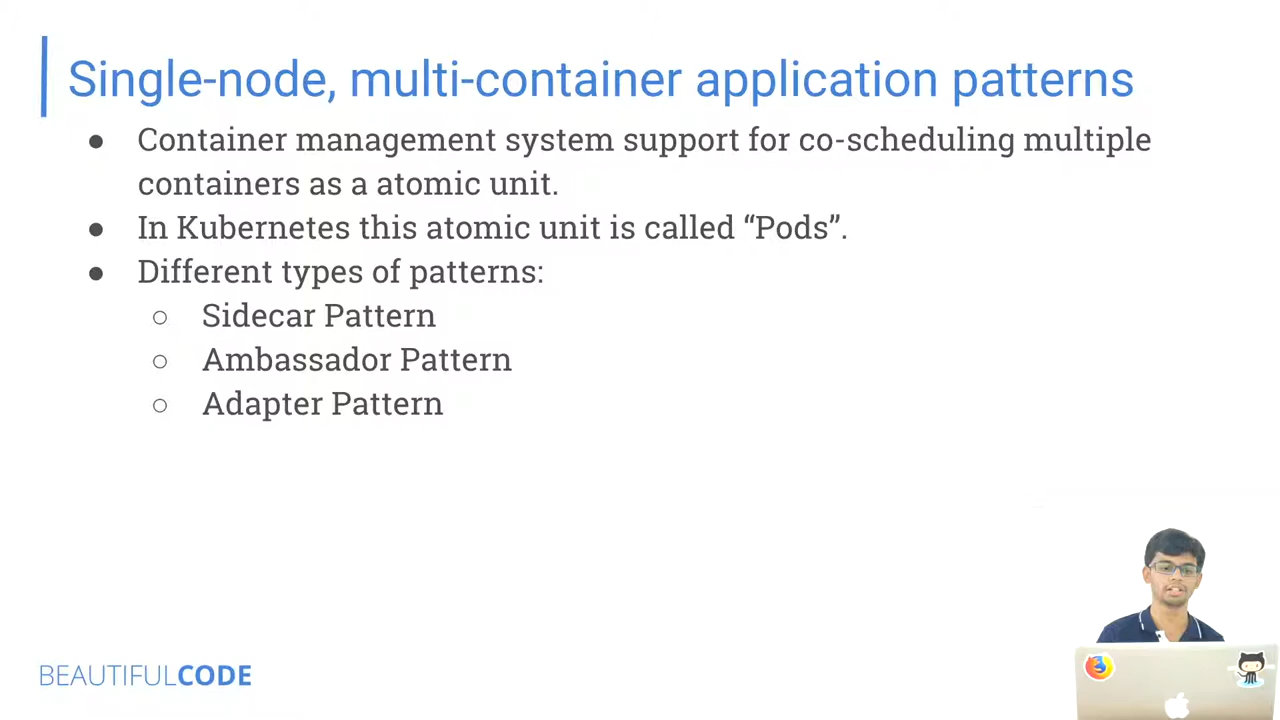 Single-node, multi-container application patterns
● Container management system support for co-scheduling multiple
containers as a atomic unit.
● In Kubernetes this atomic unit is called “Pods”.
● Different types of patterns:
○ Sidecar Pattern
○ Ambassador Pattern
○ Adapter Pattern
BEAUTIFULCODE